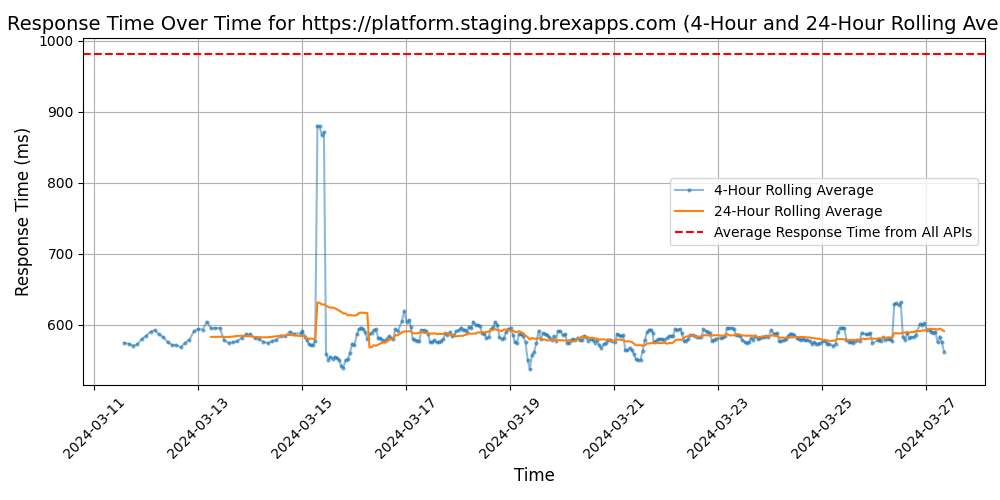 Response Time Over Time for https://platform.staging.brexapps.com (4-Hour and 24-Hour Rolling Ave
1000
900
800
700
600
Response Time (ms)
4-Hour Rolling Average
24-Hour Rolling Average
Average Response Time from All APIs
2024-03-11
2024-03-13
2024-03-15
2024-03-17
2024-03-19
2024-03-21
2024-03-23
2024-03-25
2024-03-27
Time